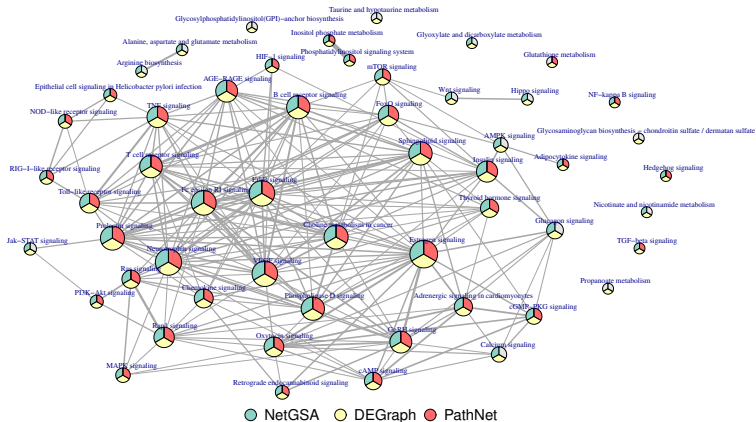 Taurine and hypotaurine metabolism
Glycosylphosphatidylinositol(GPI)−anchor biosynthesis
Inositol phosphate metabolism
Alanine, aspartate and glutamate metabolism
Glyoxylate and dicarboxylate metabolism
Phosphatidylinositol signaling system
Arginine biosynthesis
HIF−1 signaling
Glutathione metabolism
mTOR signaling
AGE−RAGE signaling
Epithelial cell signaling in Helicobacter pylori infection
B cell receptor signaling
Wnt signaling
Hippo signaling
NF−kappa B signaling
TNF signaling
FoxO signaling
NOD−like receptor signaling
AMPK signaling
Glycosaminoglycan biosynthesis − chondroitin sulfate / dermatan sulfate
Sphingolipid signaling
T cell receptor signaling
Adipocytokine signaling
RIG−I−like receptor signaling
Insulin signaling
Hedgehog signaling
ErbB signaling
Toll−like receptor signaling
Fc epsilon RI signaling
Thyroid hormone signaling
Nicotinate and nicotinamide metabolism
Glucagon signaling
Choline metabolism in cancer
Prolactin signaling
Jak−STAT signaling
Estrogen signaling
TGF−beta signaling
Neurotrophin signaling
Ras signaling
Propanoate metabolism
Chemokine signaling
PI3K−Akt signaling
Phospholipase D signaling
Adrenergic signaling in cardiomyocytes
cGMP−PKG signaling
Rap1 signaling
GnRH signaling
Oxytocin signaling
Calcium signaling
MAPK signaling
cAMP signaling
Retrograde endocannabinoid signaling
NetGSA DEGraph PathNet